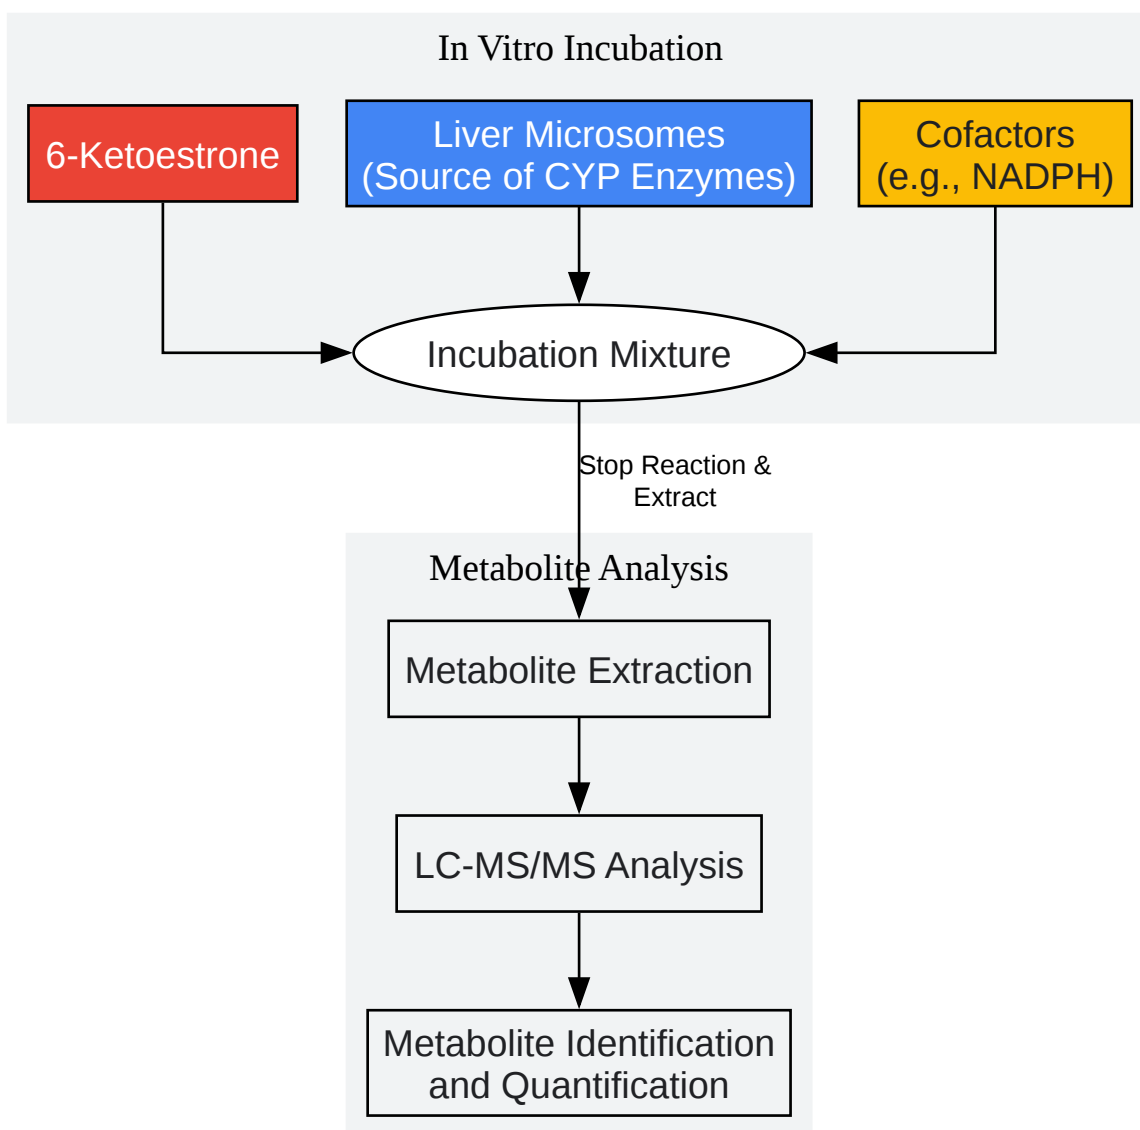 In Vitro Incubation
6-Ketoestrone
Liver Microsomes
(Source of CYP Enzymes)
Cofactors
(e.g., NADPH)
Incubation Mixture
Stop Reaction &
Extract
Metabolite Analysis
Metabolite Extraction
LC-MS/MS Analysis
Metabolite Identification
and Quantification